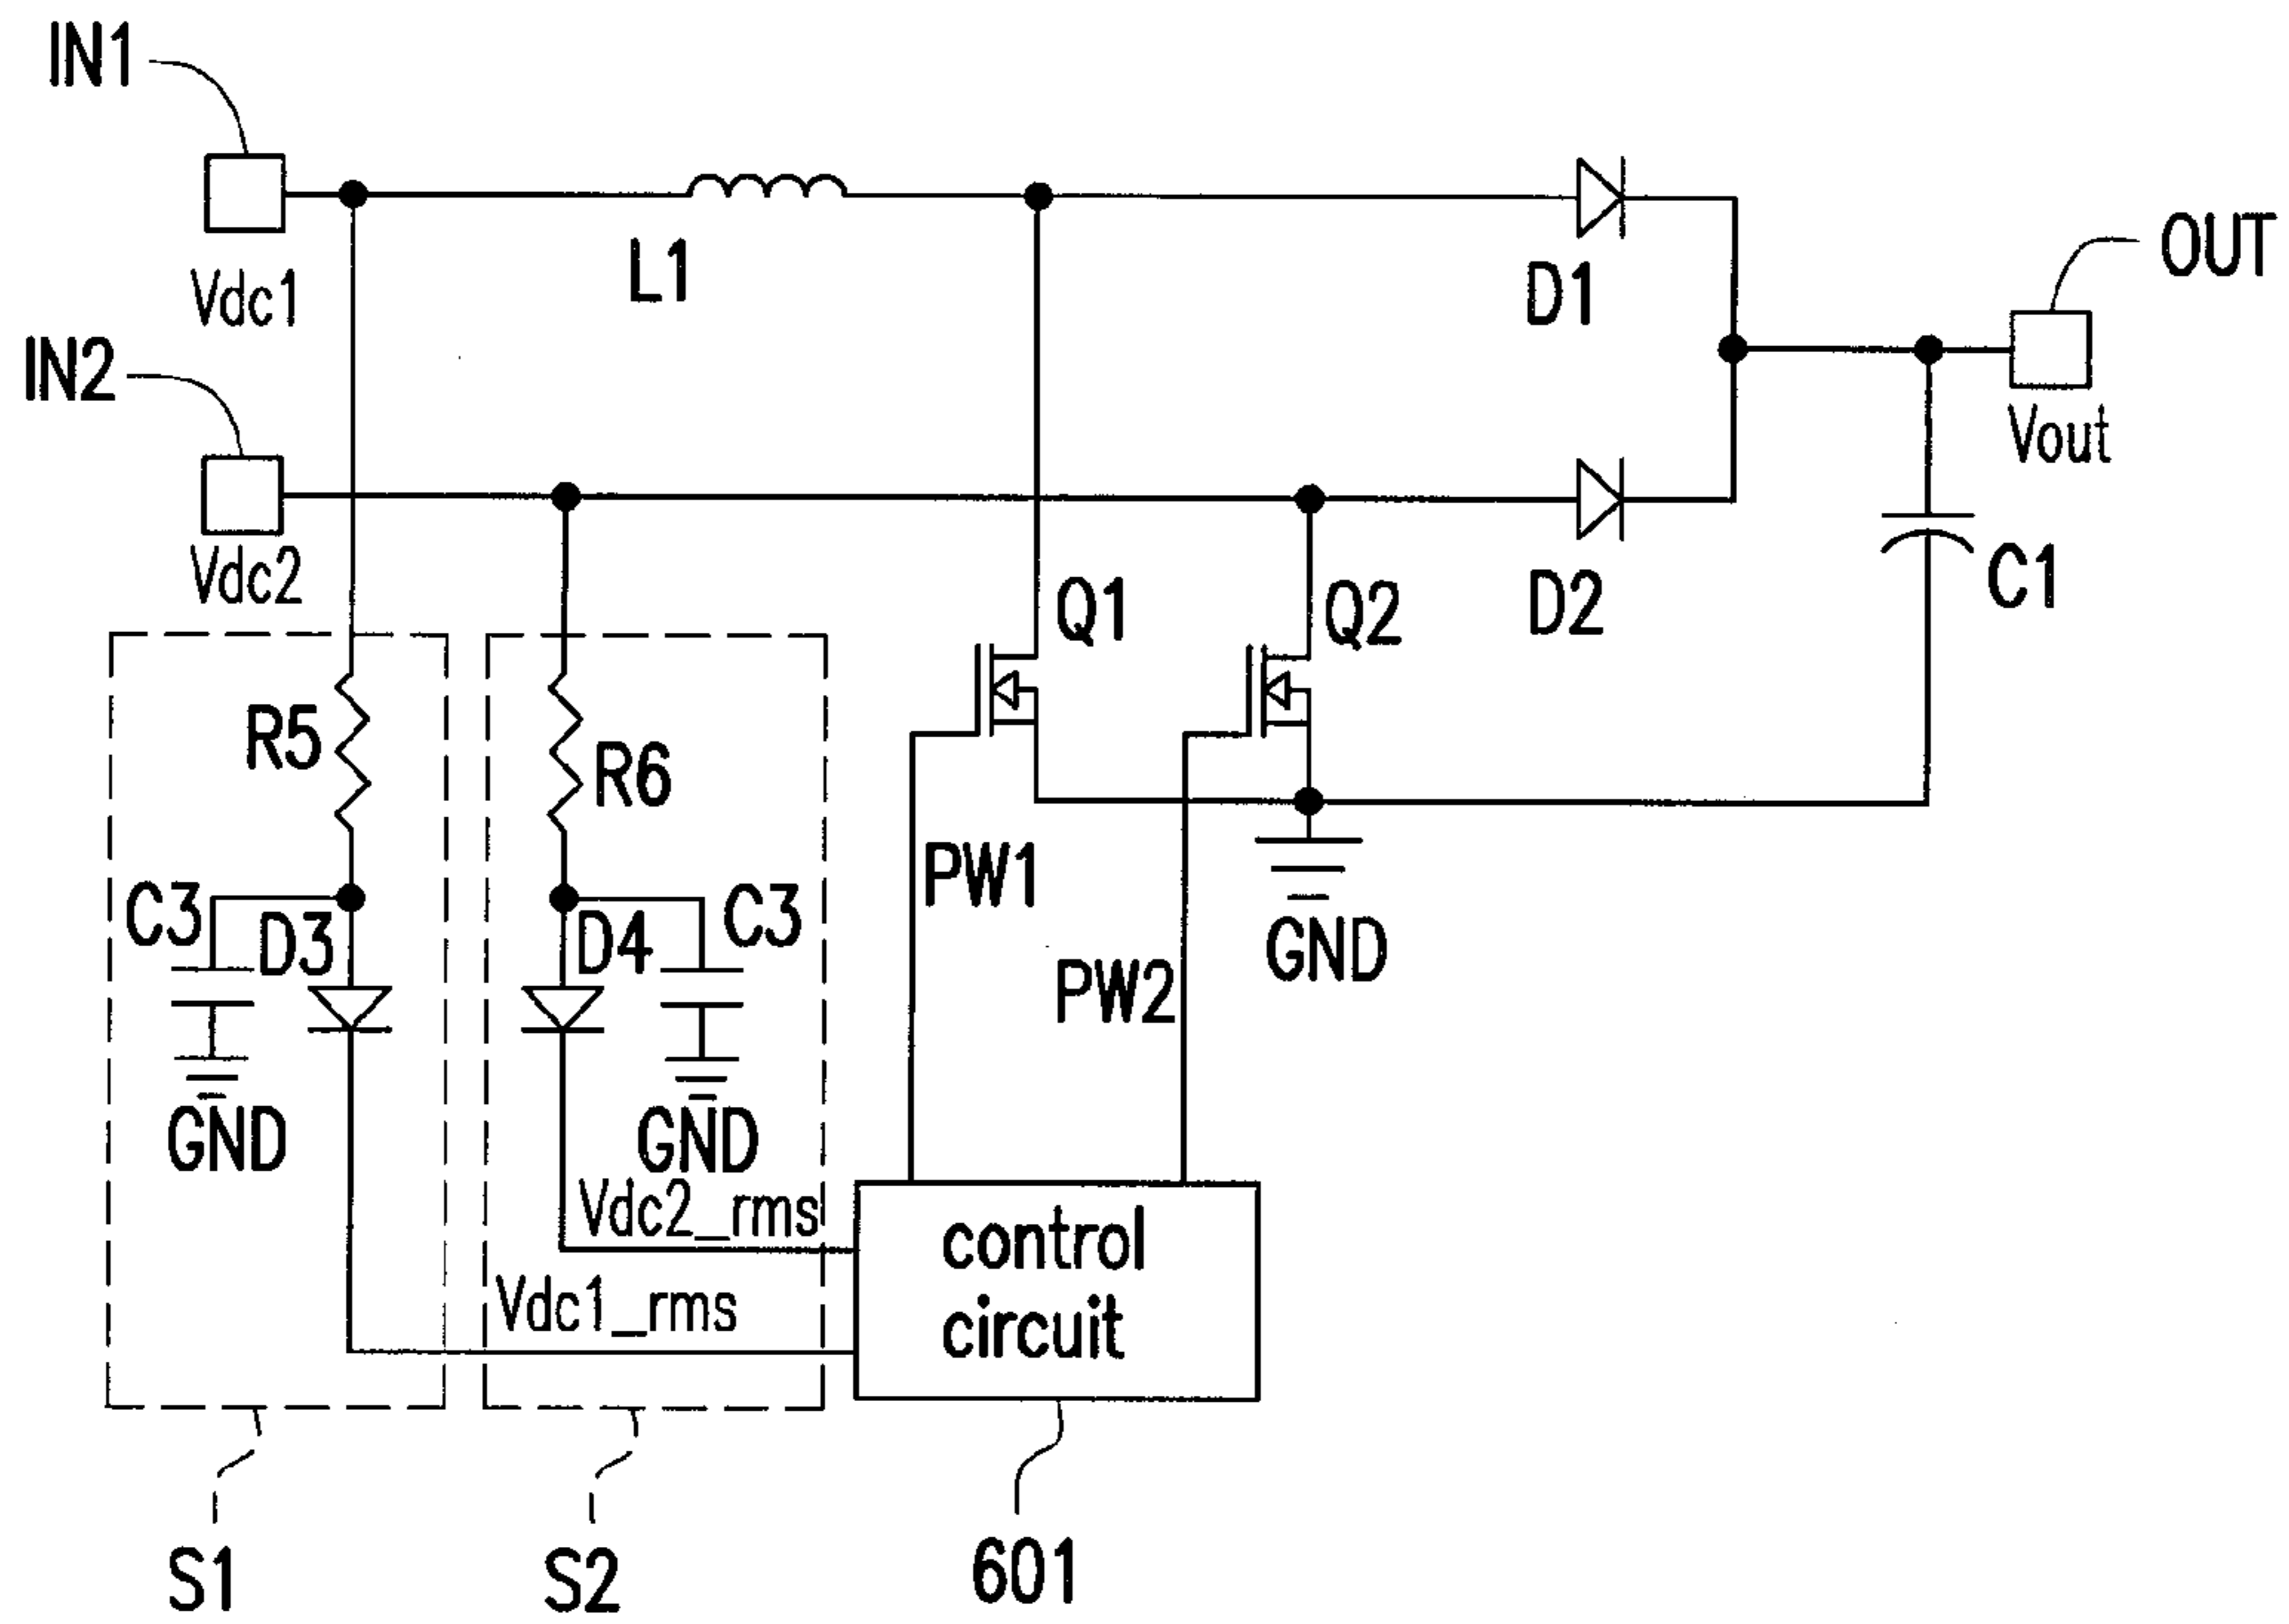 IN1
Vdc1
L1
D1
OUT
Vout
IN2
Vdc2
D2
C1
Q1
Q2
R5
R6
PW1
PW2
GND
C3
D3
D4
C3
GND
GND
Vdc2_rms
Vdc1_rms
control
circuit
S1
S2
601